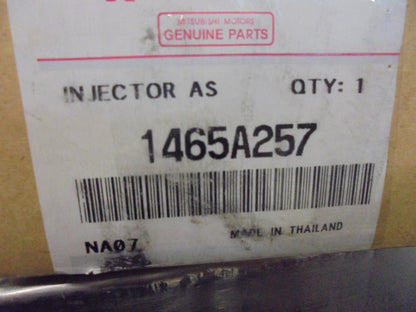 MITSUBISHI MOTORS
GENUINE PARTS
INJECTOR AS QTY: 1
1465A257
NA07 MADE IN THAILAND